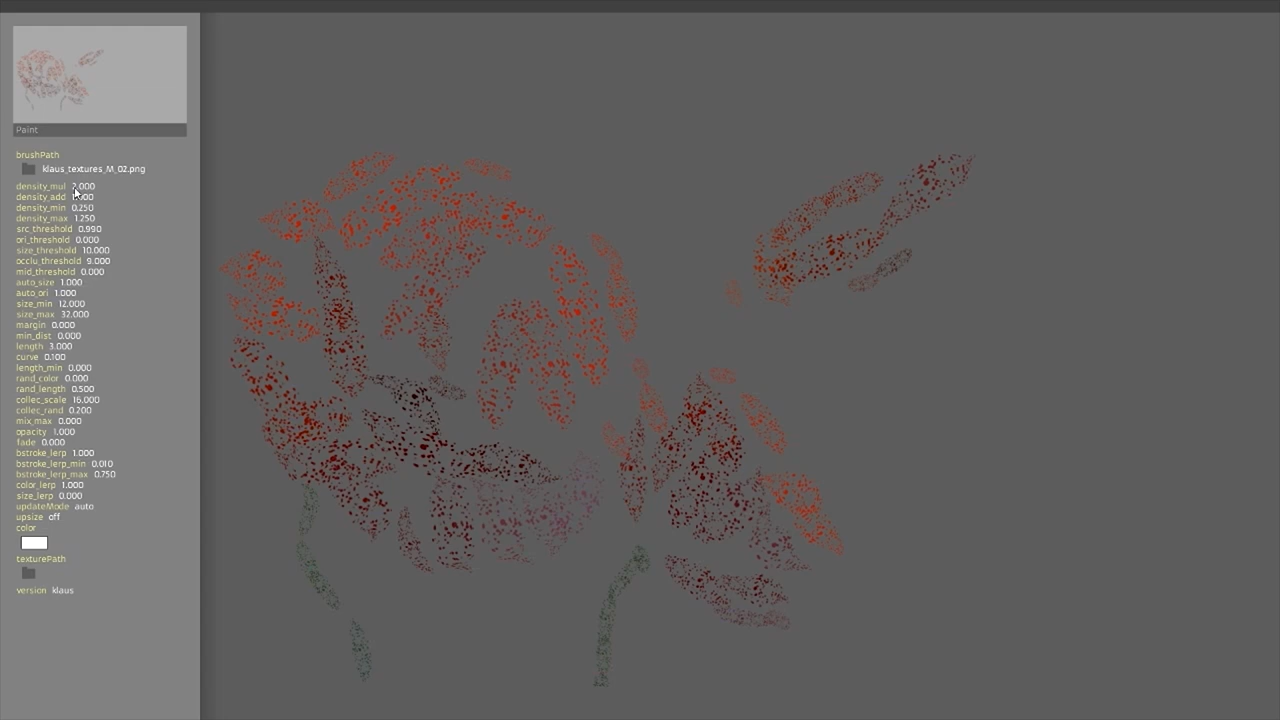 Paint
brushPath
klaus_textures_M_02.png
density_mul 2.000
density_add
density_min 0.250
density_max 1.250
src_threshold 0.990
ori_threshold 0.000
size_threshold 10.000
occlu_threshold 9.000
mid_threshold 0.000
auto_size 1.000
auto_ori 1.000
size_min 12.000
size_max 32.000
margin 0.000
min_dist 0.000
length 3.000
curve 0.100
length_min 0.000
rand_color 0.000
rand_length 0.500
collec_scale 16.000
collec_rand 0.200
mix_max 0.000
opacity 1.000
fade 0.000
bstroke_lerp 1.000
bstroke_lerp_min 0.010
bstroke_lerp_max 0.750
color_lerp 1.000
size_lerp 0.000
updateMode auto
upsize off
color
texturePath
version klaus